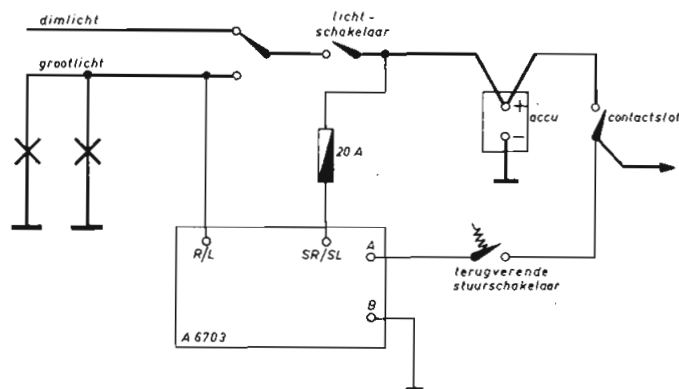 dimlicht
licht-
schakelaar
grootlicht
+
accu
-
contactslot
20 A
R/L
SR/SL
A
terugverende
stuurschakelaar
B
A 6703